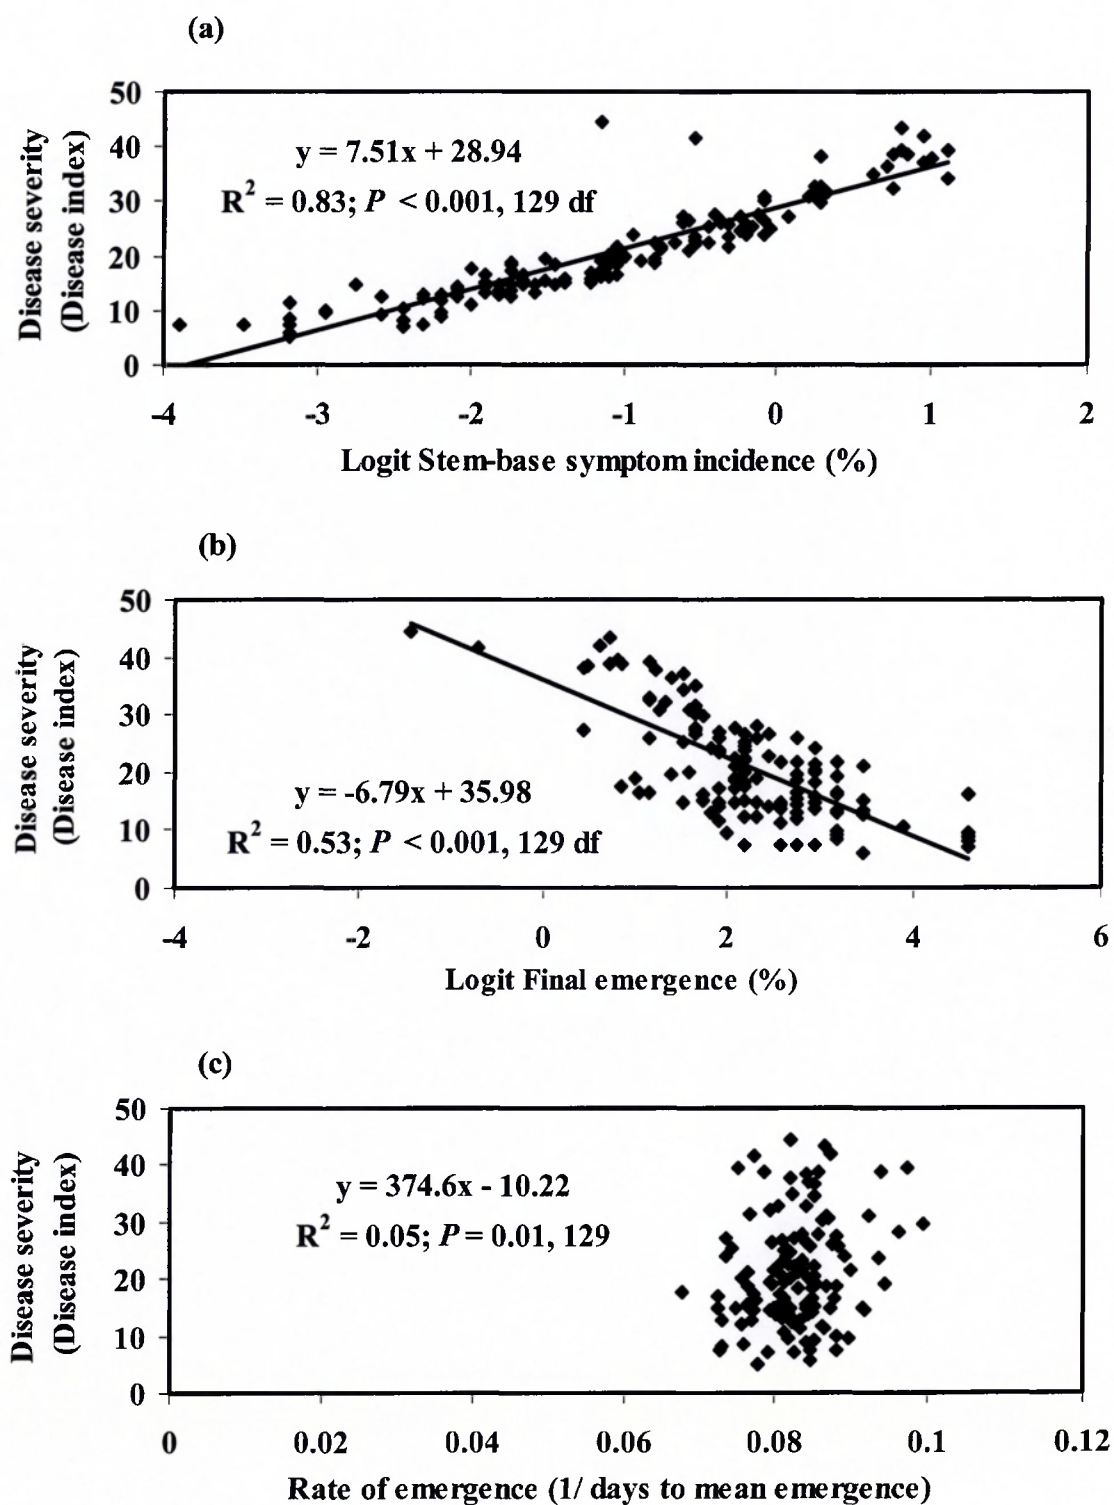 (a)
Disease severity
(Disease index)
50
40
30
20
10
0
y = 7.51x + 28.94
R² = 0.83; P < 0.001, 129 df
-4 -3 -2 -1 0 1 2
Logit Stem-base symptom incidence (%)
(b)
Disease severity
(Disease index)
50
40
30
20
10
0
y = -6.79x + 35.98
R² = 0.53; P < 0.001, 129 df
-4 -2 0 2 4 6
Logit Final emergence (%)
(c)
Disease severity
(Disease index)
50
40
30
20
10
0
y = 374.6x - 10.22
R² = 0.05; P = 0.01, 129
0 0.02 0.04 0.06 0.08 0.1 0.12
Rate of emergence (1/ days to mean emergence)